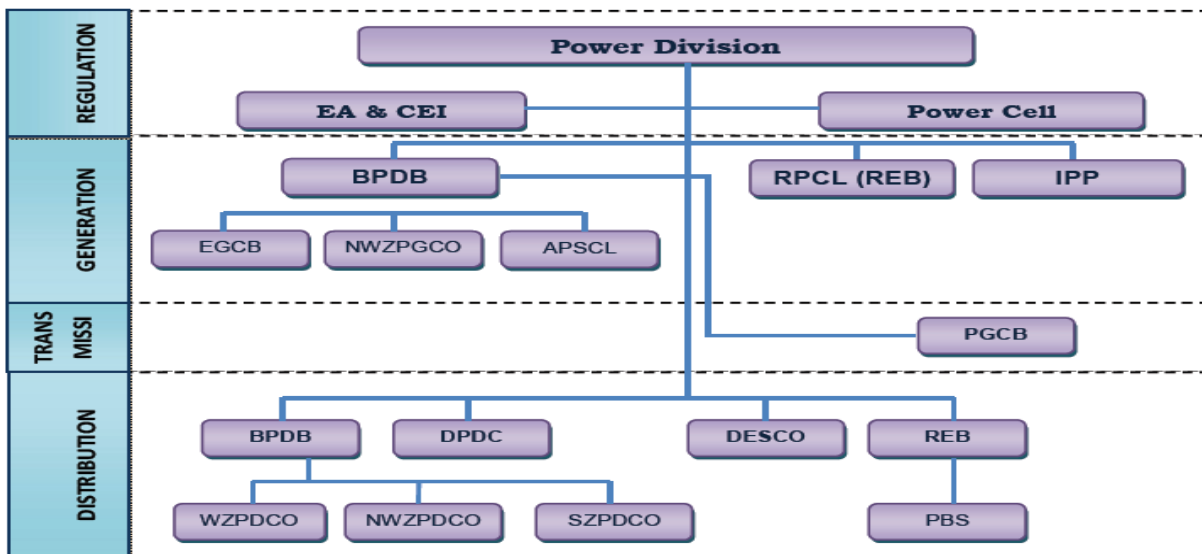 REGULATION
Power Division
EA & CEI
Power Cell
GENERATION
BPDB
RPCL (REB)
IPP
EGCB
NWZPGCO
APSCL
TRANS
MISSI
PGCB
DISTRIBUTION
BPDB
DPDC
DESCO
REB
WZPDCO
NWZPDCO
SZPDCO
PBS